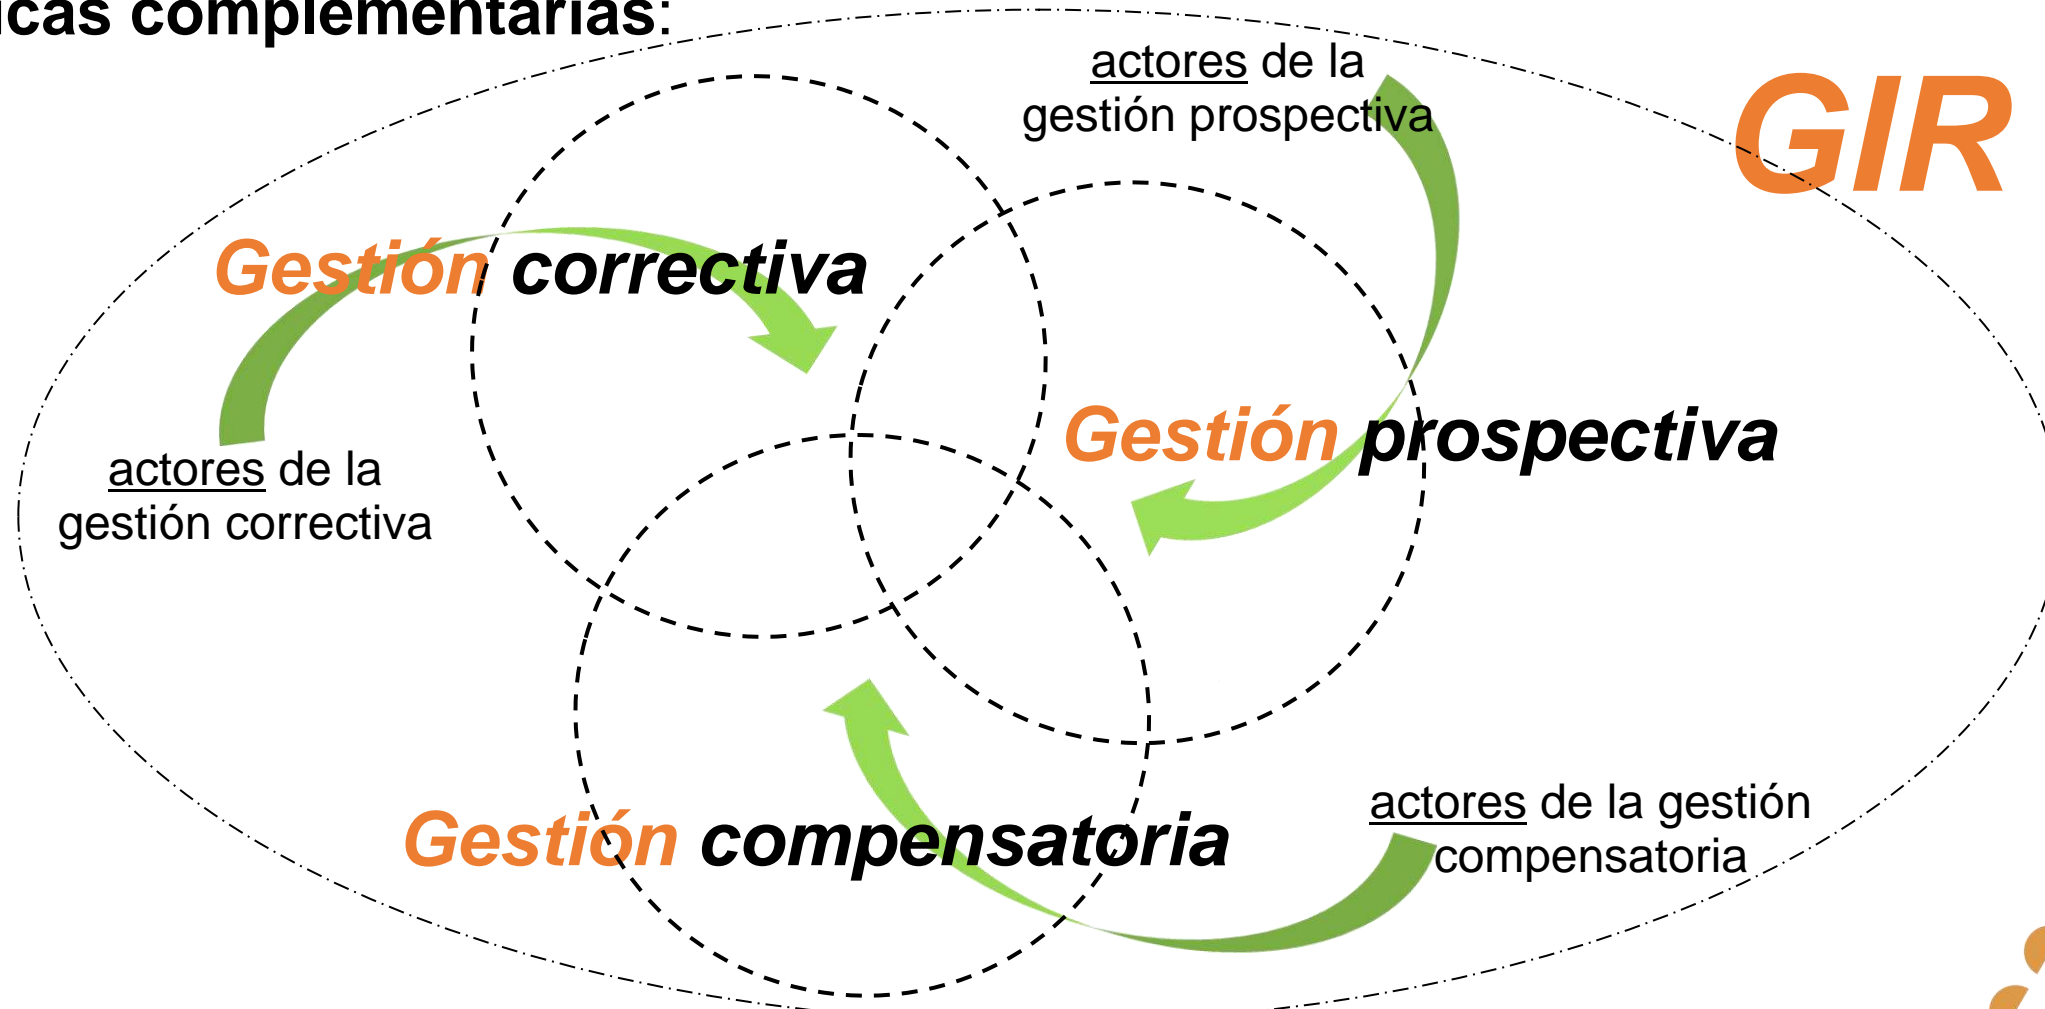 icas complementarias:
actores de la
gestión prospectiva
GIR
Gestión correctiva
Gestión prospectiva
actores de la
gestión correctiva
actores de la gestión
compensatoria
Gestión compensatoria